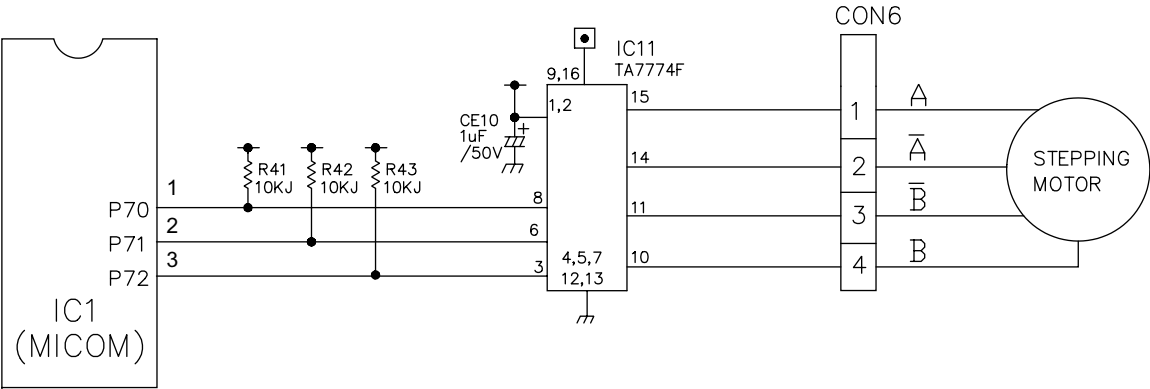 CON6
IC11
TA7774F
9,16
1,2
15
CE10
1uF
/50V
1
A
R41
10KJ
R42
10KJ
R43
10KJ
14
2
A̅
STEPPING
MOTOR
1
P70
8
11
3
B̅
2
P71
6
3
P72
3
4,5,7
12,13
10
4
B
IC1
(MICOM)